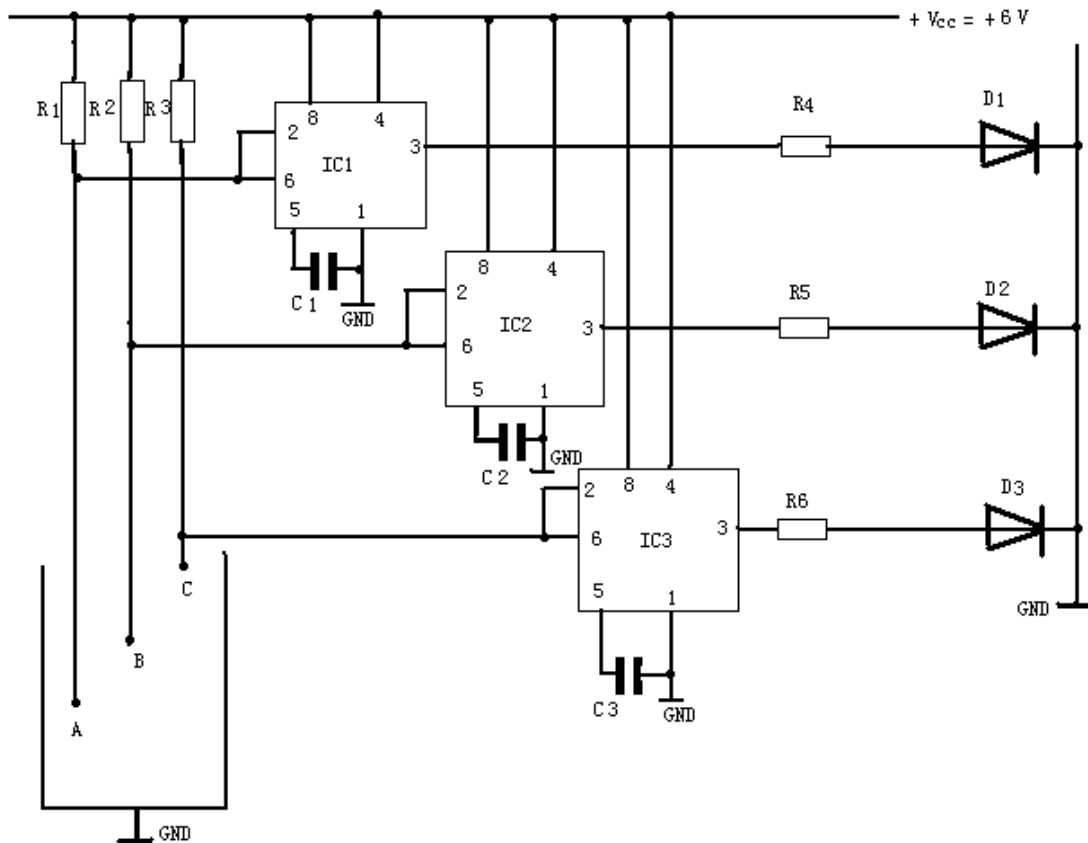 + Vcc = +6 V
R1
R2
R3
8
4
2
3
6
IC1
5
1
C1
GND
R4
D1
8
4
2
3
6
IC2
5
1
C2
GND
R5
D2
2
8
4
3
6
IC3
5
1
C3
GND
R6
D3
GND
C
B
A
GND